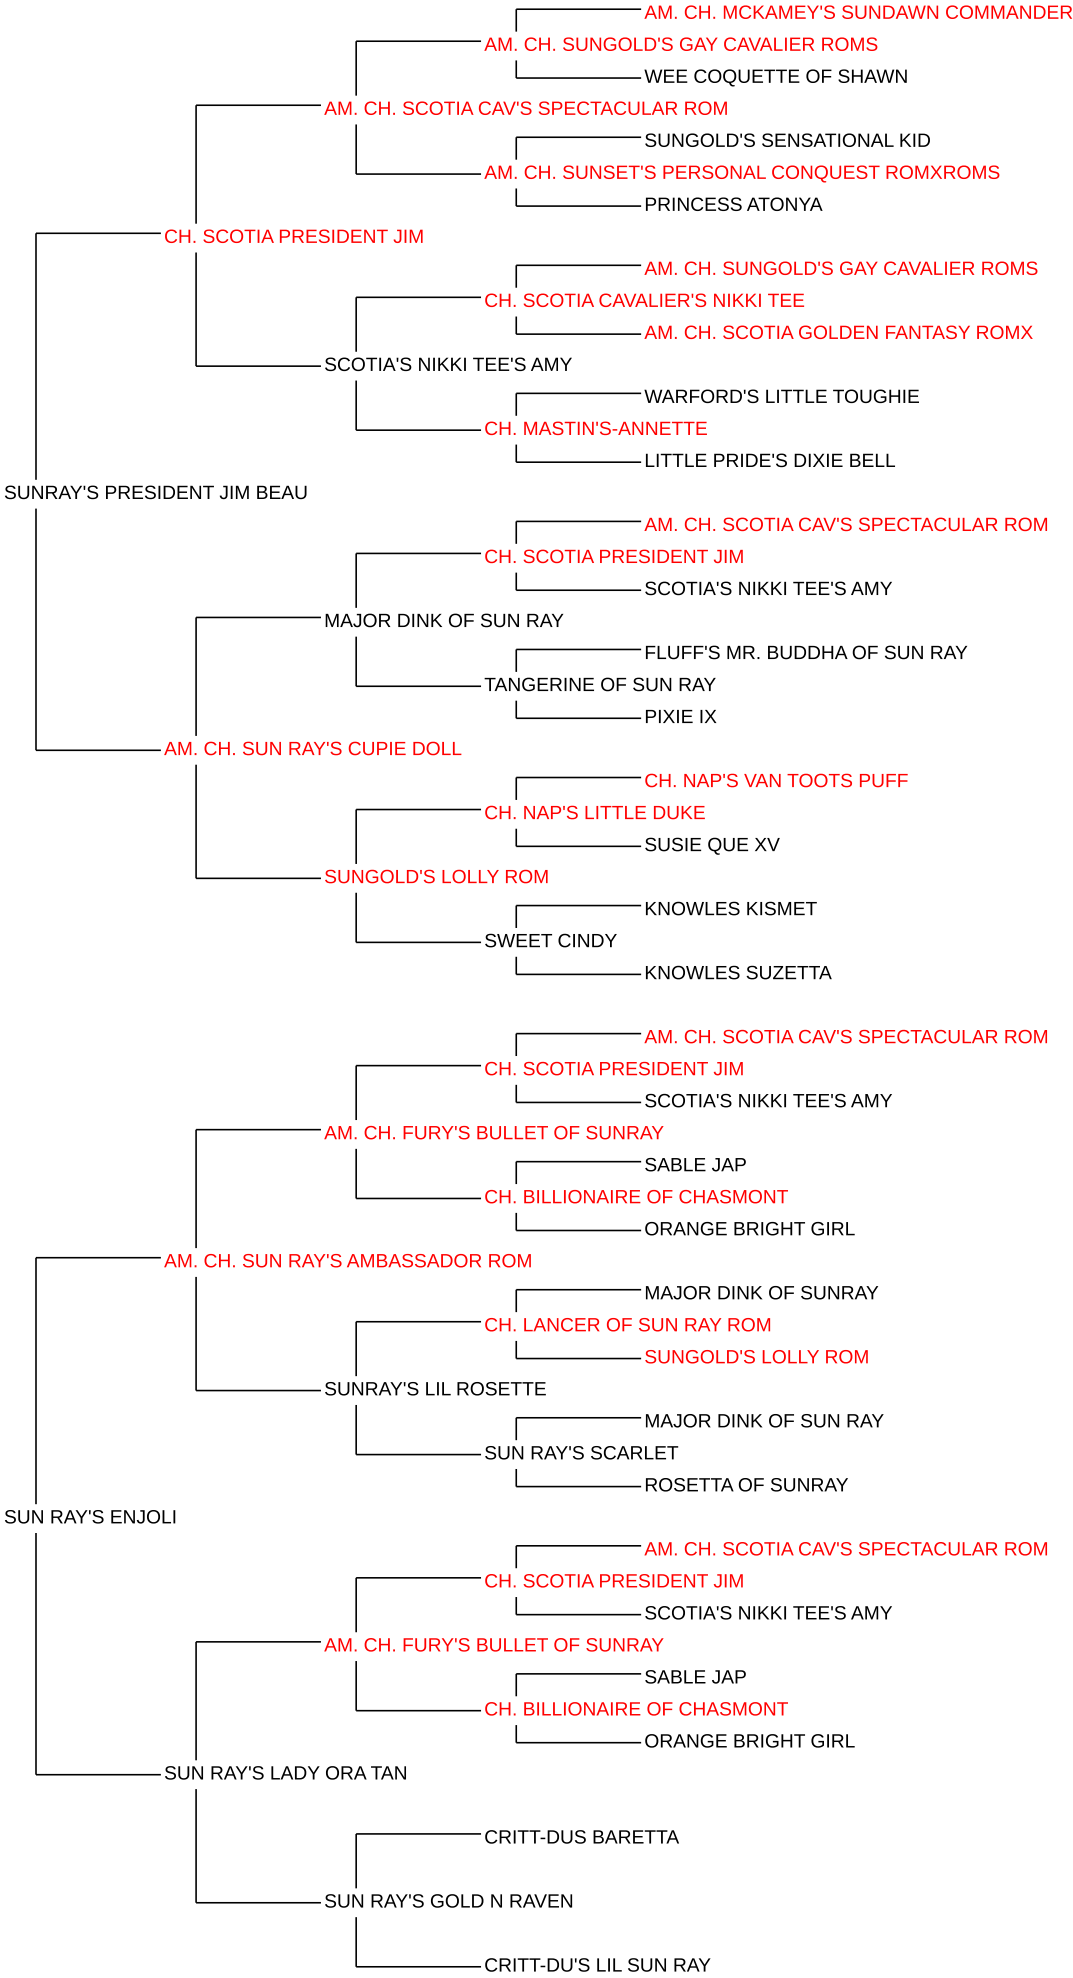 AM. CH. MCKAMEY'S SUNDAWN COMMANDER
AM. CH. SUNGOLD'S GAY CAVALIER ROMS
WEE COQUETTE OF SHAWN
AM. CH. SCOTIA CAV'S SPECTACULAR ROM
SUNGOLD'S SENSATIONAL KID
AM. CH. SUNSET'S PERSONAL CONQUEST ROMXROMS
PRINCESS ATONYA
CH. SCOTIA PRESIDENT JIM
AM. CH. SUNGOLD'S GAY CAVALIER ROMS
CH. SCOTIA CAVALIER'S NIKKI TEE
AM. CH. SCOTIA GOLDEN FANTASY ROMX
SCOTIA'S NIKKI TEE'S AMY
WARFORD'S LITTLE TOUGHIE
CH. MASTIN'S-ANNETTE
LITTLE PRIDE'S DIXIE BELL
SUNRAY'S PRESIDENT JIM BEAU
AM. CH. SCOTIA CAV'S SPECTACULAR ROM
CH. SCOTIA PRESIDENT JIM
SCOTIA'S NIKKI TEE'S AMY
MAJOR DINK OF SUN RAY
FLUFF'S MR. BUDDHA OF SUN RAY
TANGERINE OF SUN RAY
PIXIE IX
AM. CH. SUN RAY'S CUPIE DOLL
CH. NAP'S VAN TOOTS PUFF
CH. NAP'S LITTLE DUKE
SUSIE QUE XV
SUNGOLD'S LOLLY ROM
KNOWLES KISMET
SWEET CINDY
KNOWLES SUZETTA
AM. CH. SCOTIA CAV'S SPECTACULAR ROM
CH. SCOTIA PRESIDENT JIM
SCOTIA'S NIKKI TEE'S AMY
AM. CH. FURY'S BULLET OF SUNRAY
SABLE JAP
CH. BILLIONAIRE OF CHASMONT
ORANGE BRIGHT GIRL
AM. CH. SUN RAY'S AMBASSADOR ROM
MAJOR DINK OF SUNRAY
CH. LANCER OF SUN RAY ROM
SUNGOLD'S LOLLY ROM
SUNRAY'S LIL ROSETTE
MAJOR DINK OF SUN RAY
SUN RAY'S SCARLET
ROSETTA OF SUNRAY
SUN RAY'S ENJOLI
AM. CH. SCOTIA CAV'S SPECTACULAR ROM
CH. SCOTIA PRESIDENT JIM
SCOTIA'S NIKKI TEE'S AMY
AM. CH. FURY'S BULLET OF SUNRAY
SABLE JAP
CH. BILLIONAIRE OF CHASMONT
ORANGE BRIGHT GIRL
SUN RAY'S LADY ORA TAN
CRITT-DUS BARETTA
SUN RAY'S GOLD N RAVEN
CRITT-DU'S LIL SUN RAY